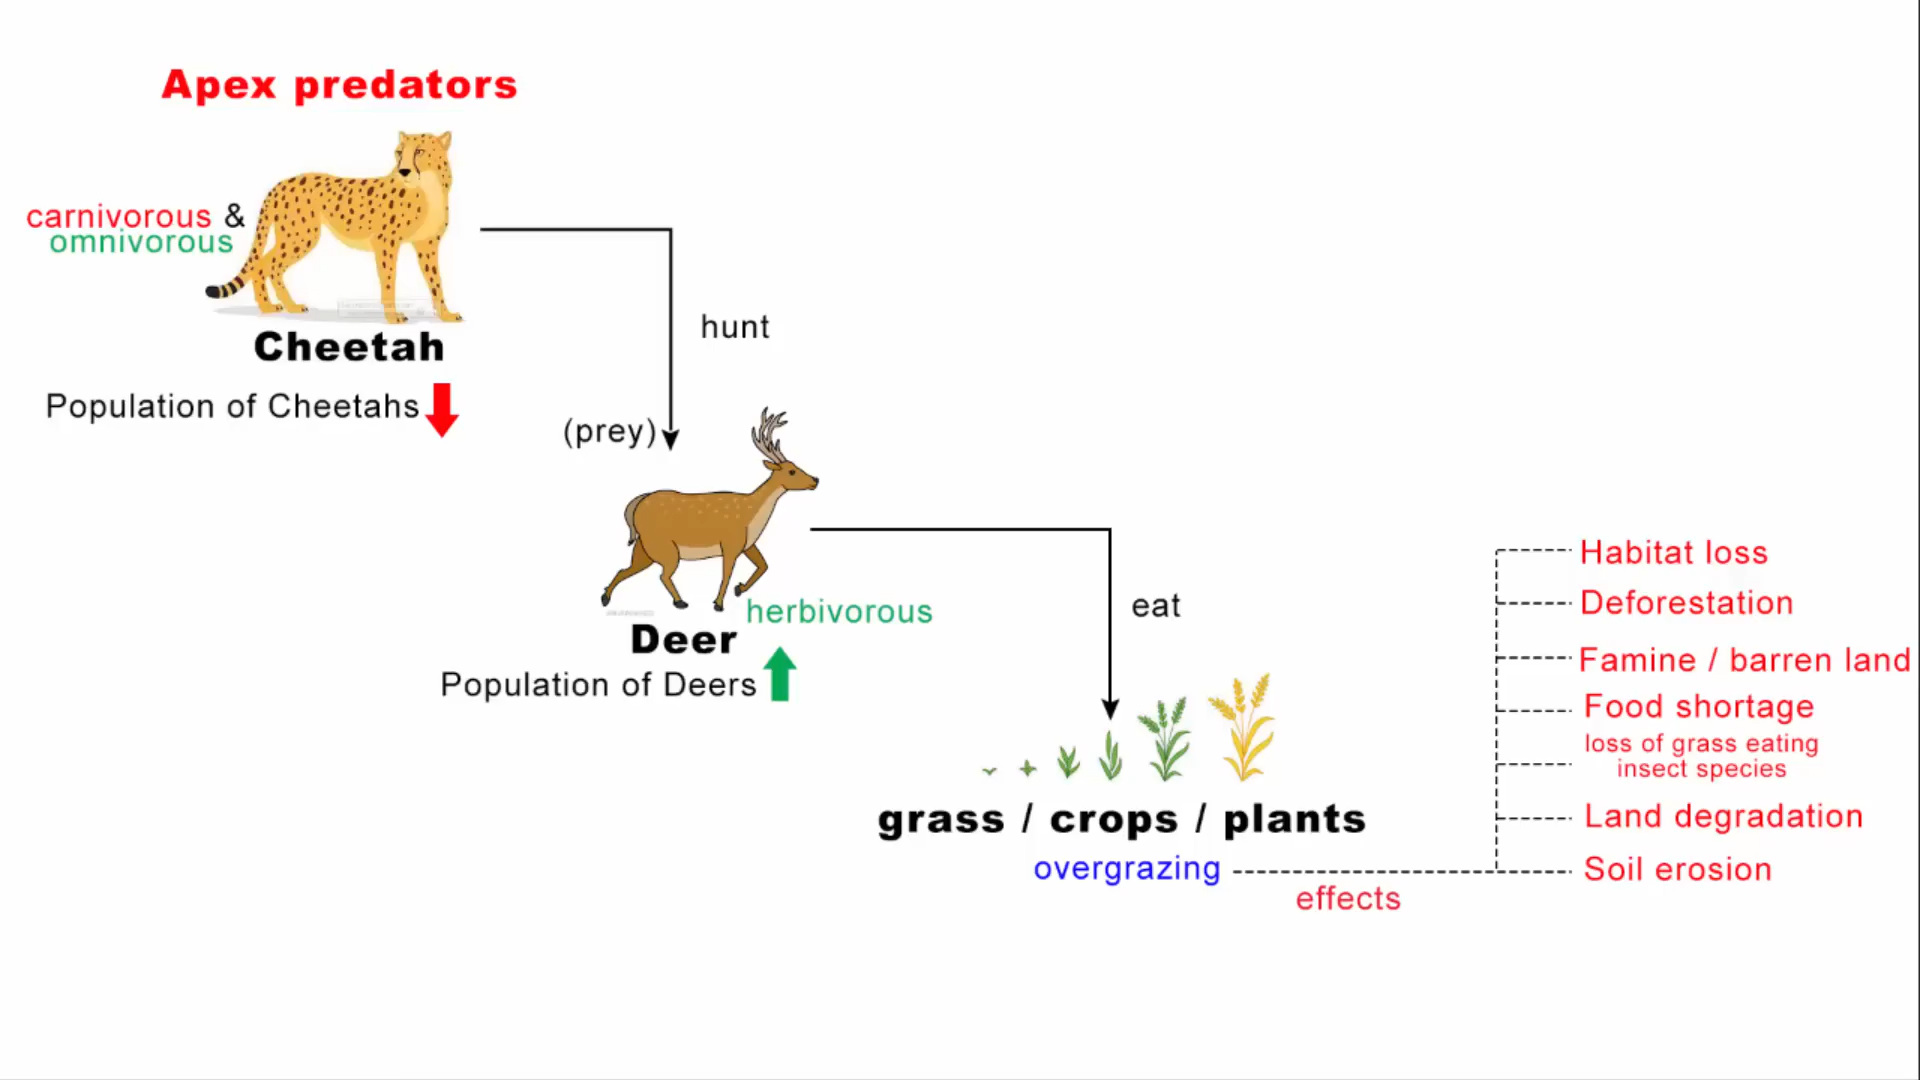 Apex predators
carnivorous &
omnivorous
Cheetah
Population of Cheetahs
hunt
(prey)
herbivorous
Deer
Population of Deers
eat
grass / crops / plants
overgrazing
effects
Habitat loss
Deforestation
Famine / barren land
Food shortage
loss of grass eating
insect species
Land degradation
Soil erosion